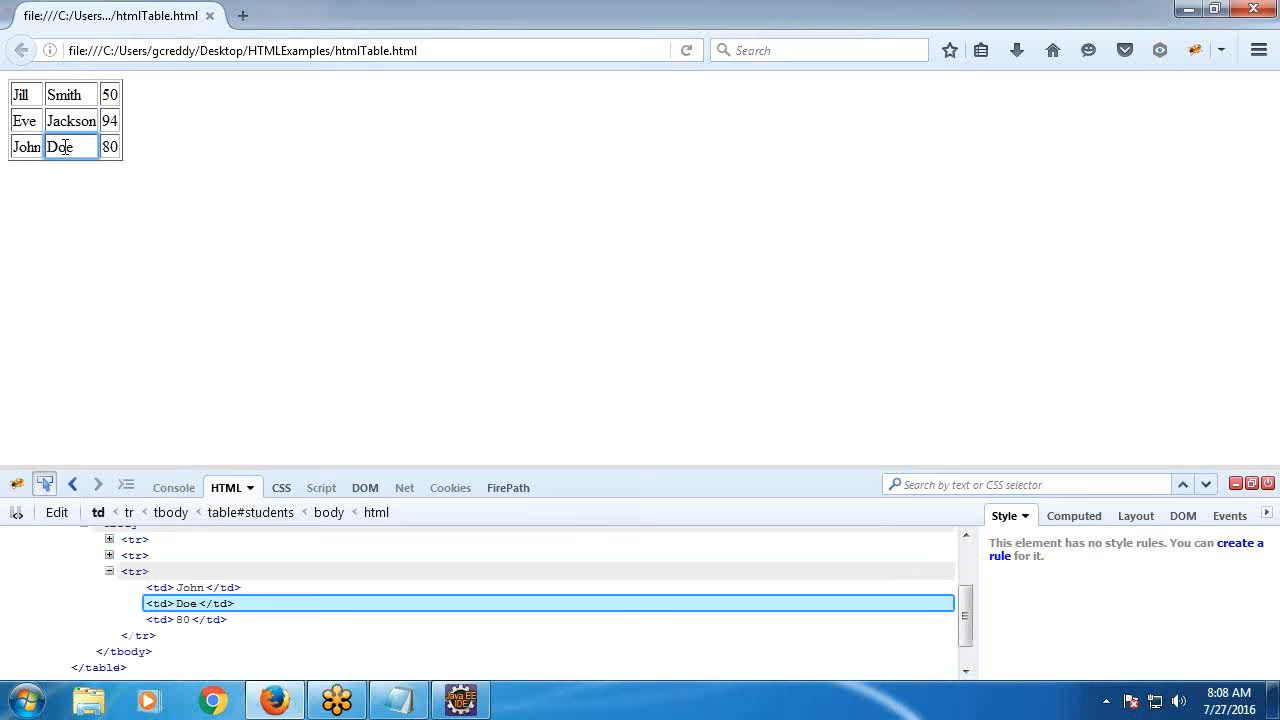 file:///C:/Users.../htmlTable.html
file:///C:/Users/gcreddy/Desktop/HTMLExamples/htmlTable.html
Search
Jill Smith 50
Eve Jackson 94
John Doe 80
Console HTML CSS Script DOM Net Cookies FirePath
Search by text or CSS selector
Edit td < tr < tbody < table#students < body < html
Style Computed Layout DOM Events
<tr>
<tr>
<tr>
<td> John </td>
<td> Doe </td>
<td> 80 </td>
</tr>
</tbody>
</table>
This element has no style rules. You can create a
rule for it.
Java EE
IDE
8:08 AM
7/27/2016